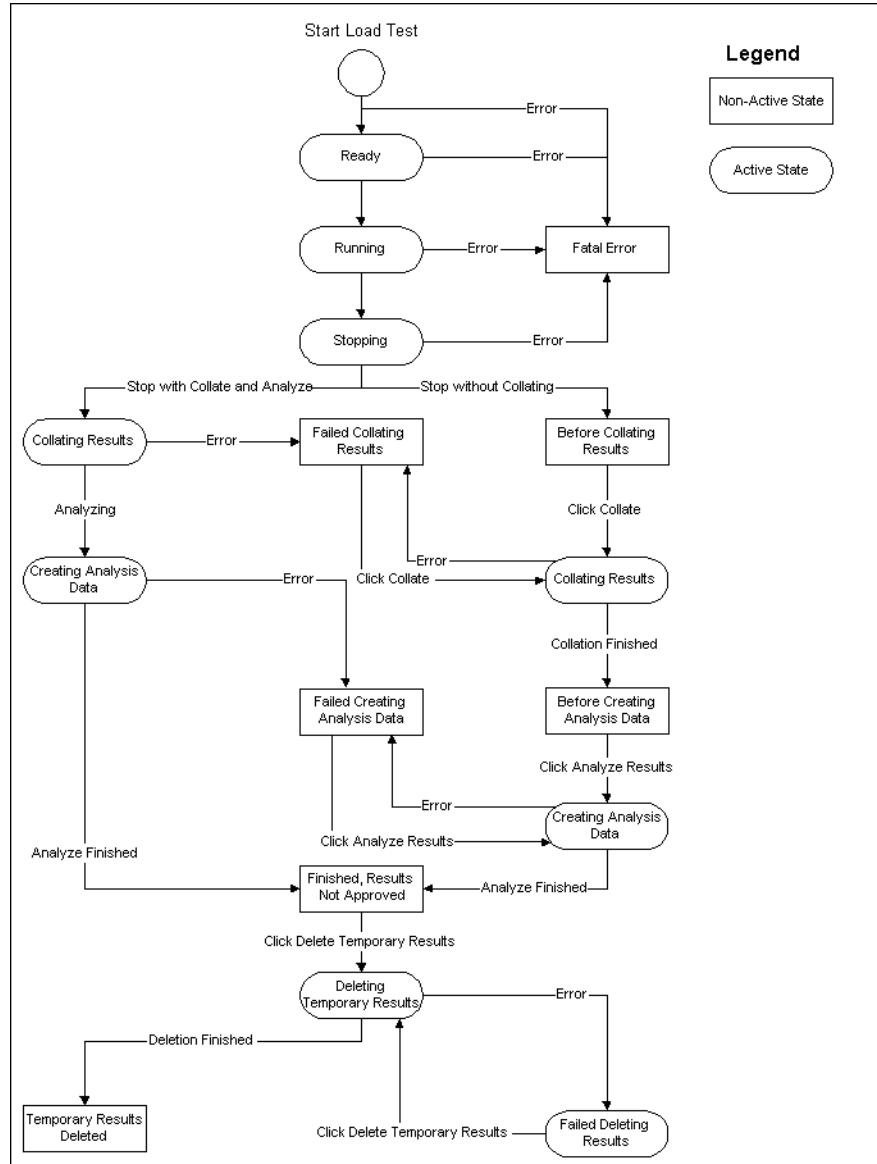 Start Load Test
Legend
Non-Active State
Active State
Error
Ready
Error
Running
Error
Fatal Error
Stopping
Error
Stop with Collate and Analyze
Stop without Collating
Collating Results
Error
Failed Collating
Results
Before Collating
Results
Analyzing
Click Collate
Error
Creating Analysis
Data
Error
Click Collate
Collating Results
Collation Finished
Failed Creating
Analysis Data
Before Creating
Analysis Data
Click Analyze Results
Error
Creating Analysis
Data
Click Analyze Results
Analyze Finished
Finished, Results
Not Approved
Analyze Finished
Click Delete Temporary Results
Deleting
Temporary Results
Error
Deletion Finished
Temporary Results
Deleted
Click Delete Temporary Results
Failed Deleting
Results